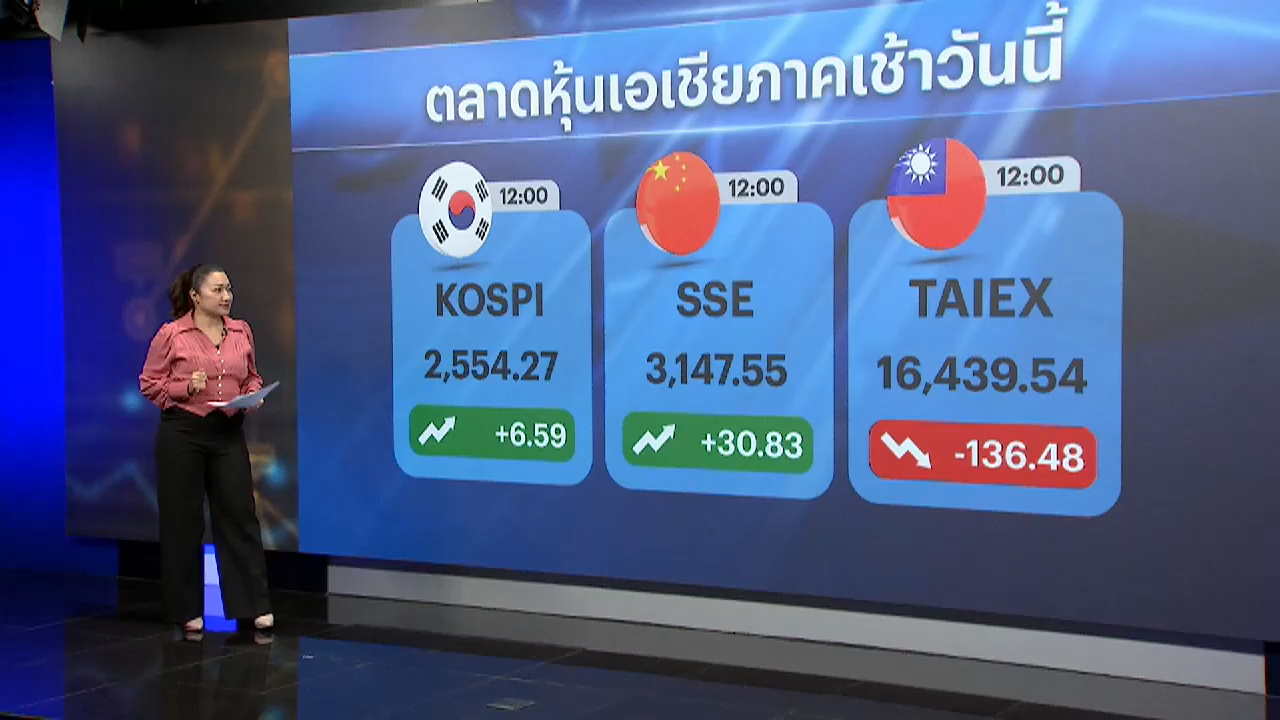 ตลาดหุ้นเอเชียภาคเช้าวันนี้
12:00
KOSPI
2,554.27
+6.59
12:00
SSE
3,147.55
+30.83
12:00
TAIEX
16,439.54
-136.48